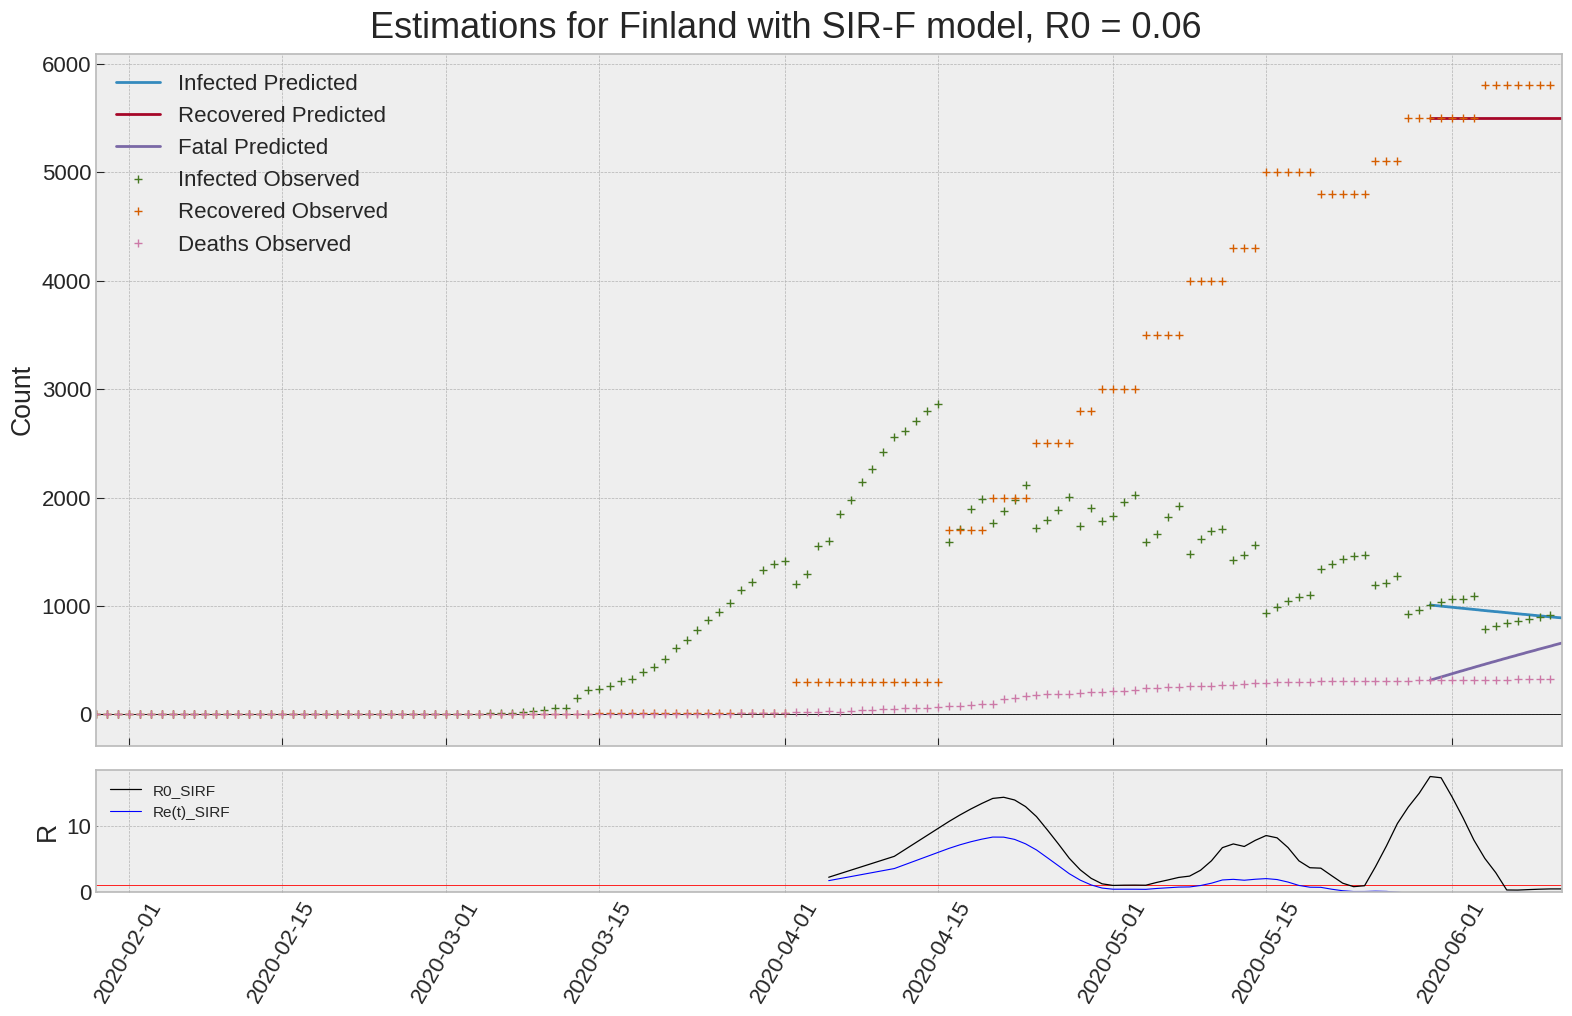 Estimations for Finland with SIR-F model, R0 = 0.06
6000
5000
4000
3000
2000
1000
0
Count
Infected Predicted
Recovered Predicted
Fatal Predicted
Infected Observed
Recovered Observed
Deaths Observed
R0_SIRF
Re(t)_SIRF
10
0
R
2020-02-01
2020-02-15
2020-03-01
2020-03-15
2020-04-01
2020-04-15
2020-05-01
2020-05-15
2020-06-01